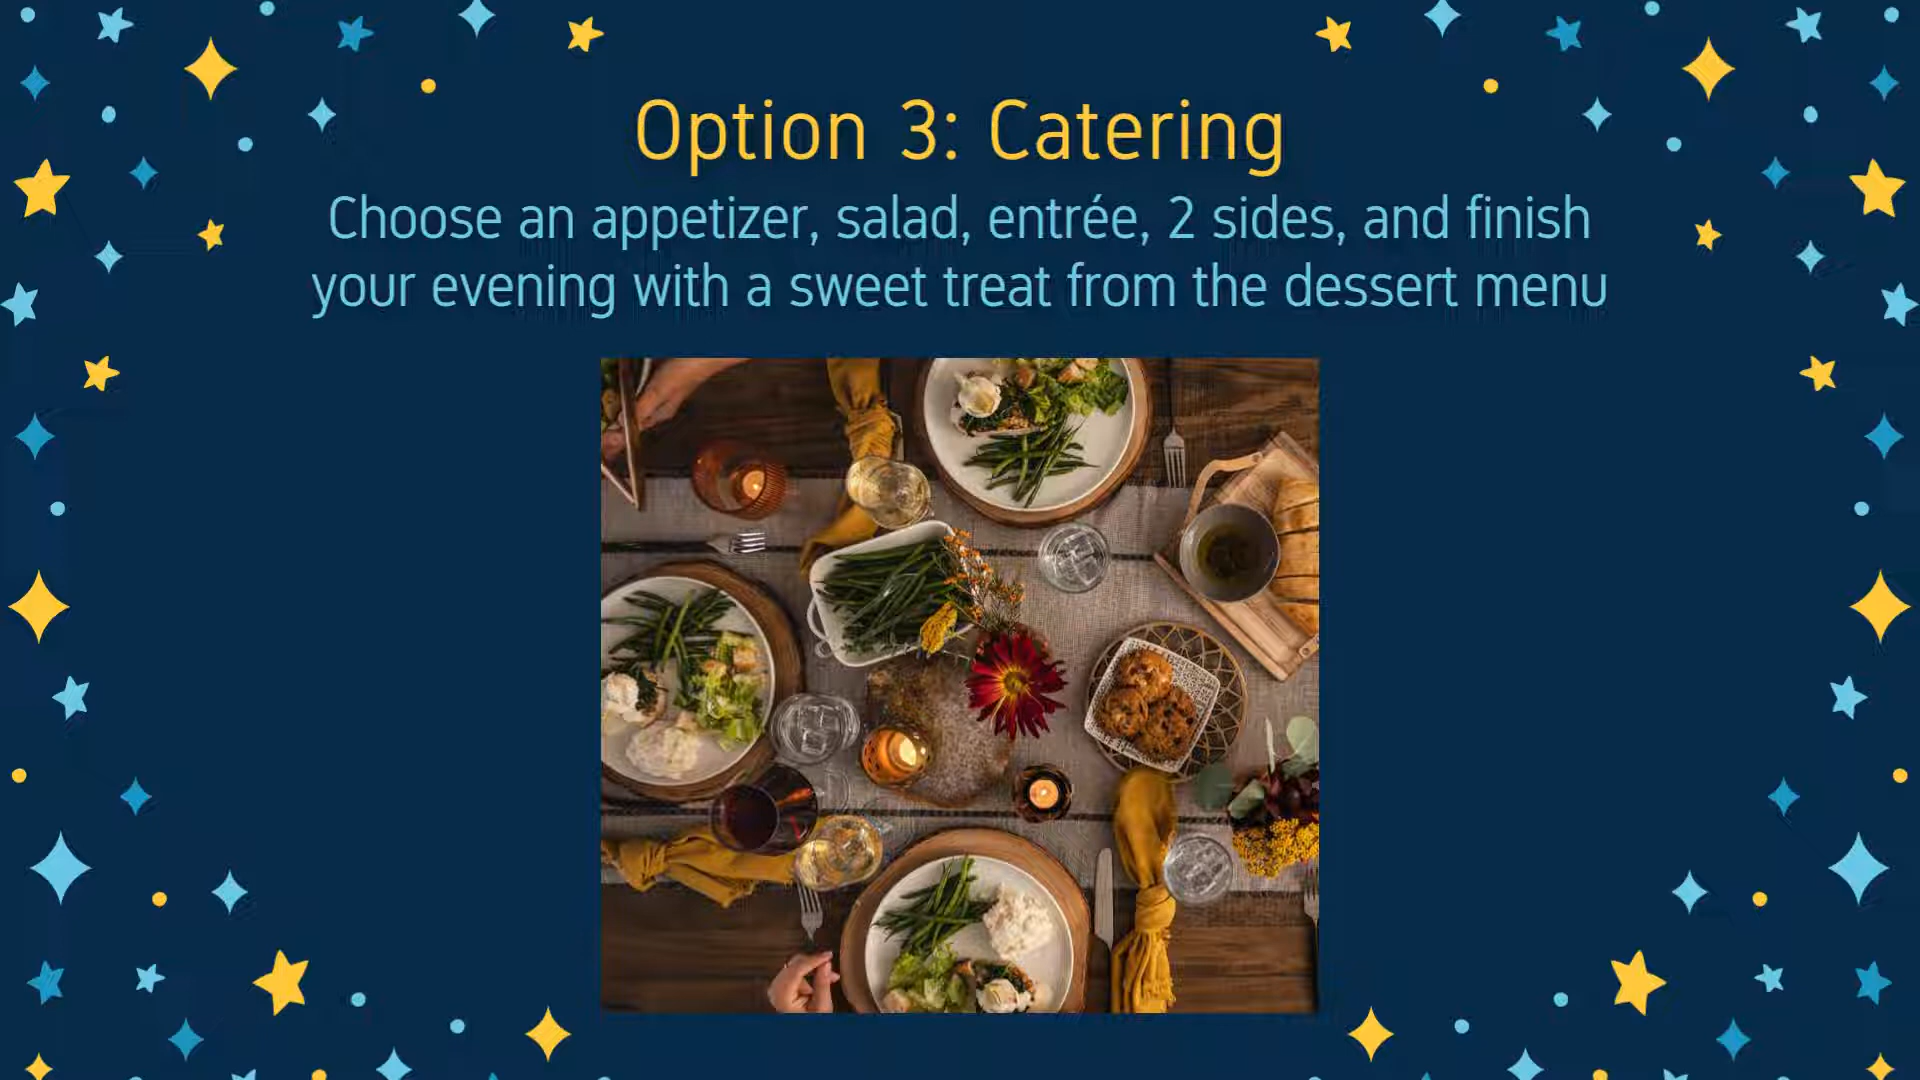 Option 3: Catering
Choose an appetizer, salad, entrée, 2 sides, and finish
your evening with a sweet treat from the dessert menu